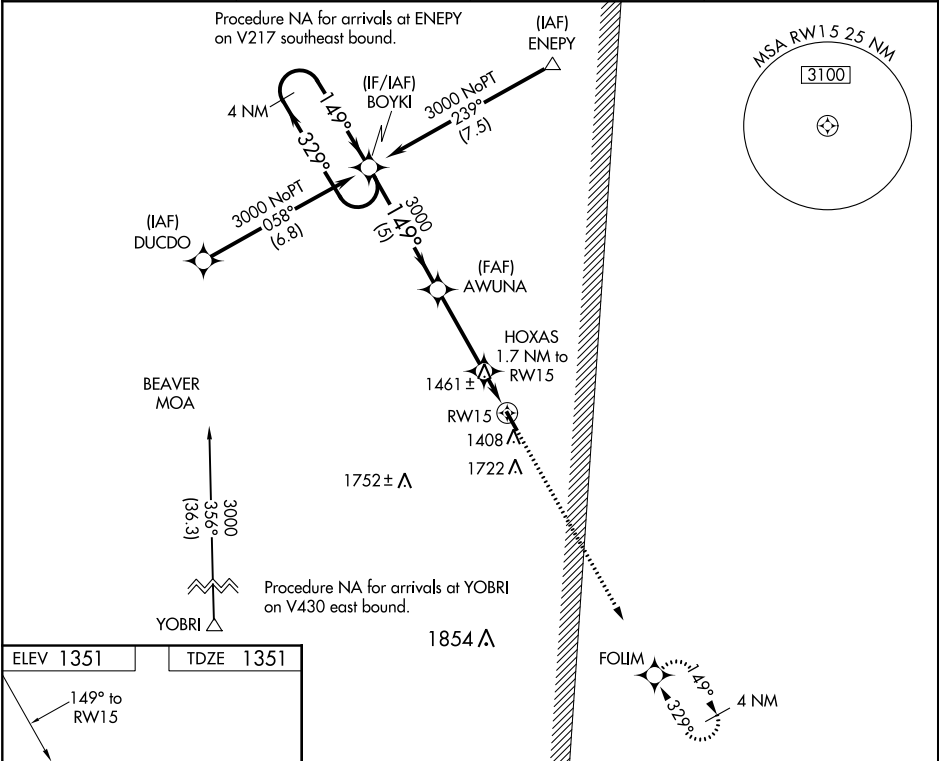 Procedure NA for arrivals at ENEPY
on V217 southeast bound.
(IAF)
ENEPY
MSA RW15 25 NM
3100
(IF/IAF)
BOYKI
4 NM
149°
329°
3000 NoPT
239°
(7.5)
3000 NoPT
058°
(6.8)
(IAF)
DUCDO
3000
149°
(5)
(FAF)
AWUNA
HOXAS
1.7 NM to
RW15
1461 ±
RW15
1408
1722
1752 ±
BEAVER
MOA
3000
356°
(36.3)
Procedure NA for arrivals at YOBRI
on V430 east bound.
YOBRI
1854
FOLIM
149°
329°
4 NM
ELEV 1351
TDZE 1351
149° to
RW15